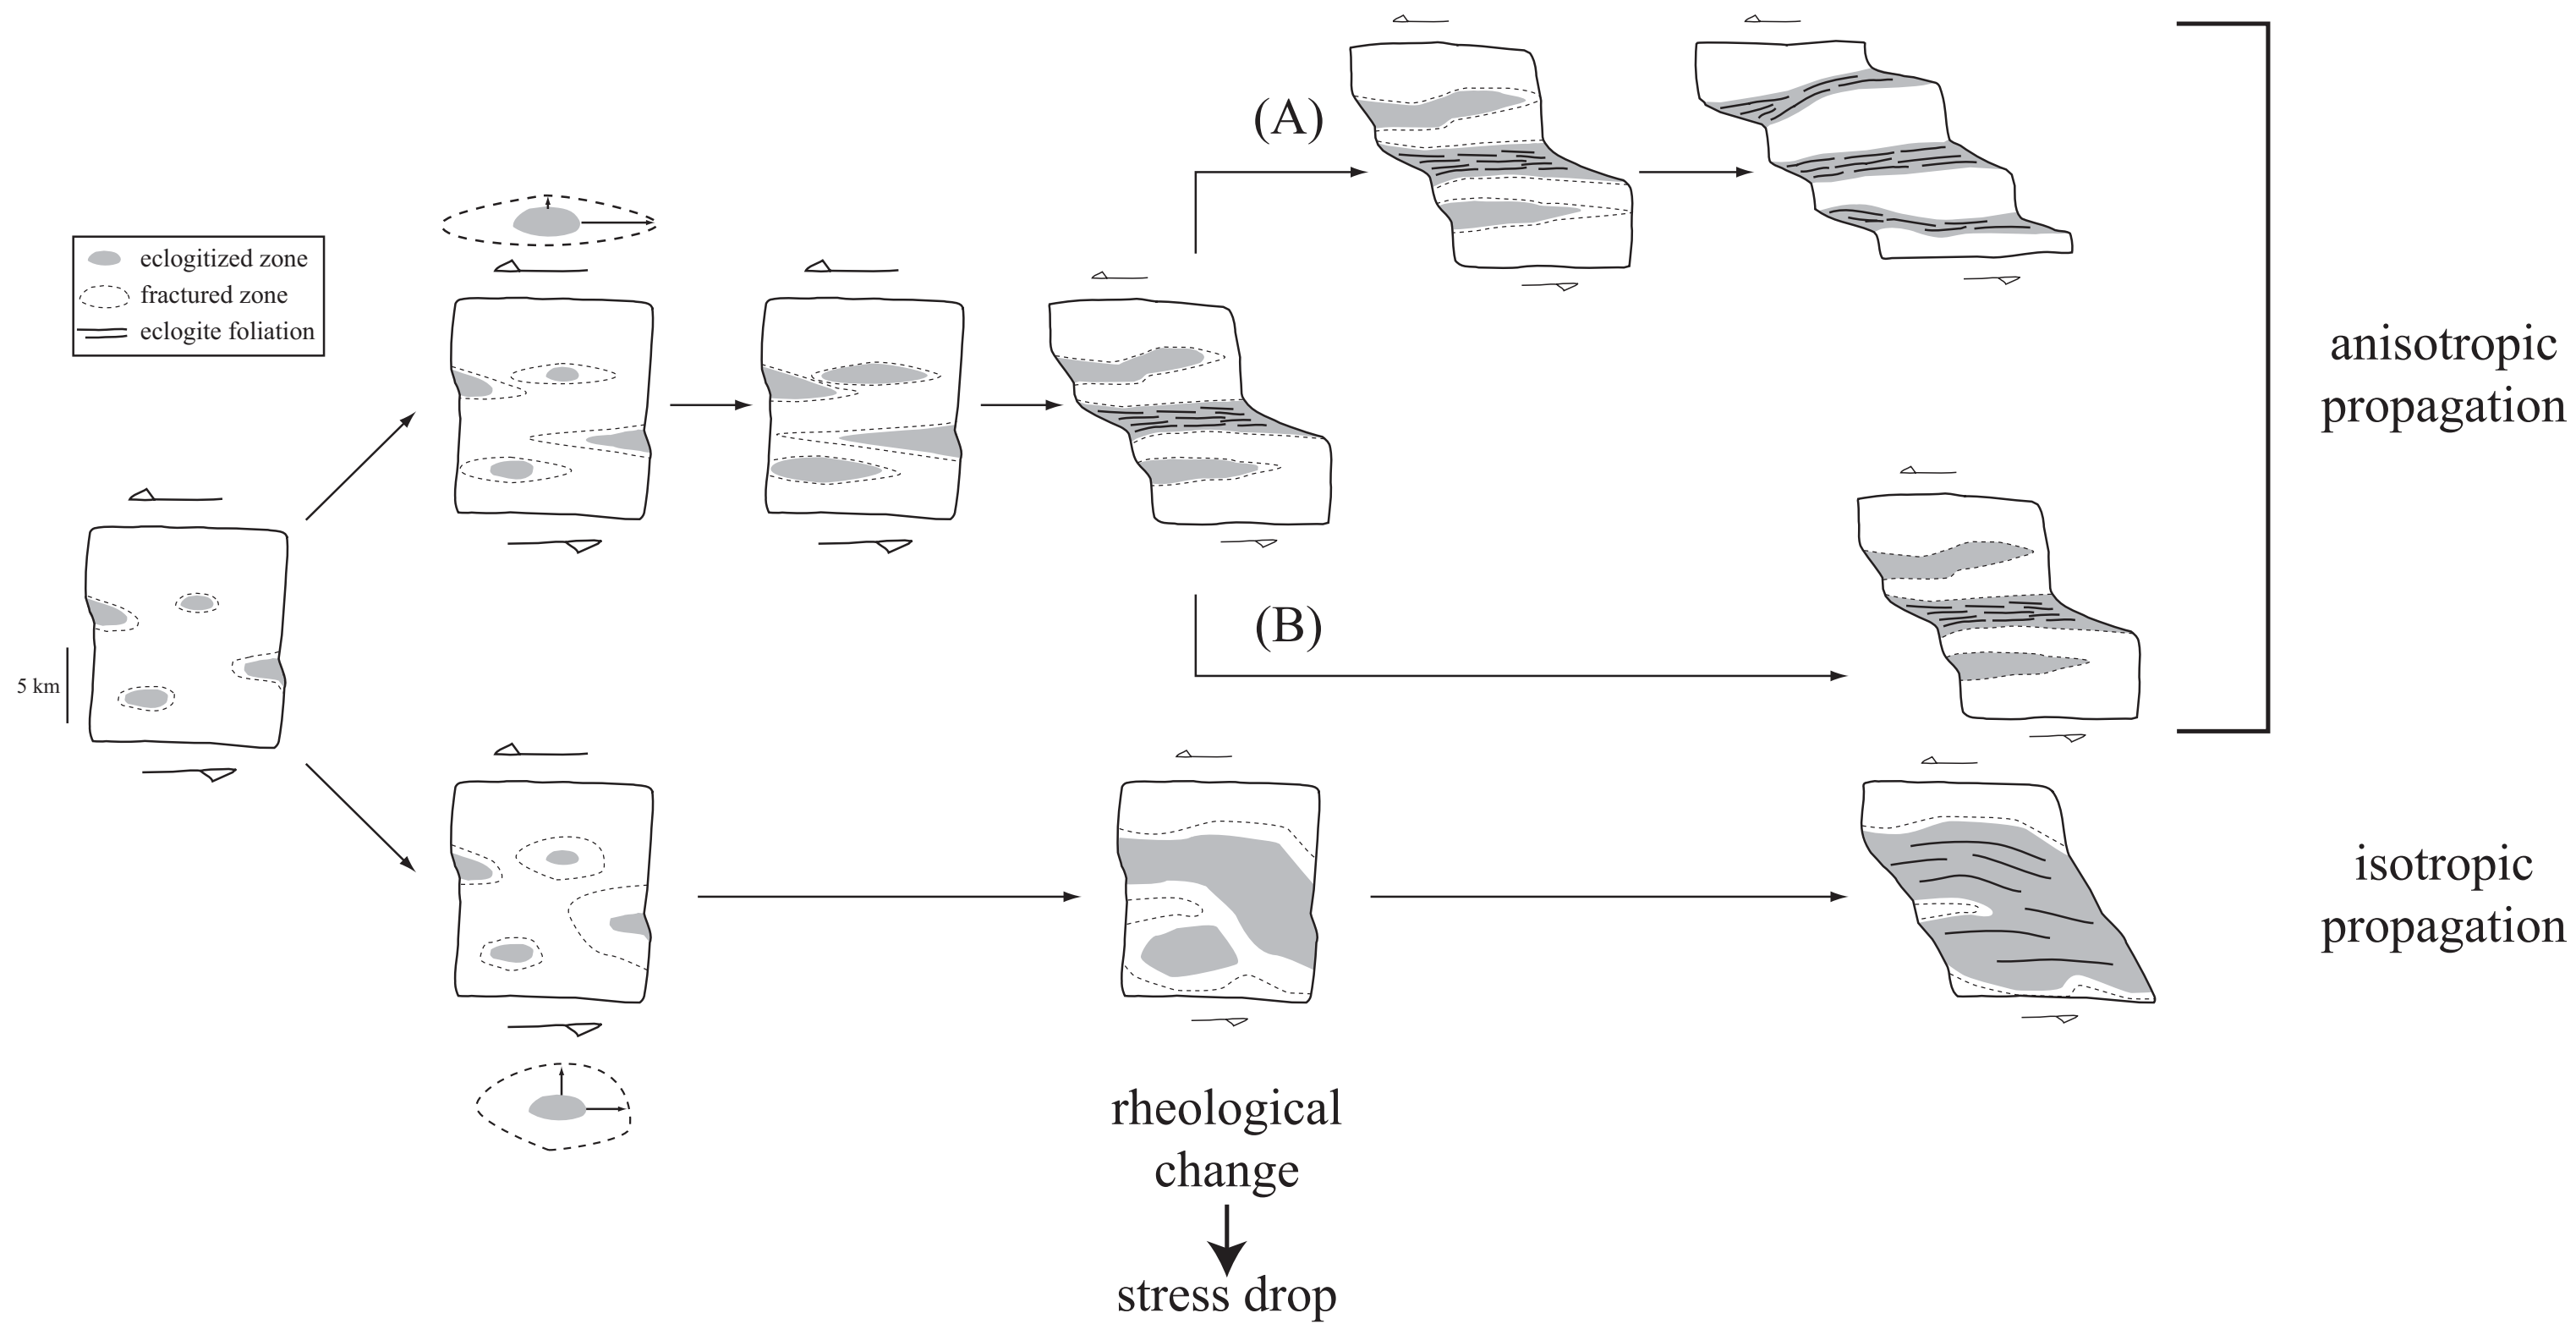 (A)
eclogitized zone
fractured zone
eclogite foliation
anisotropic
propagation
(B)
5 km
isotropic
propagation
rheological
change
stress drop